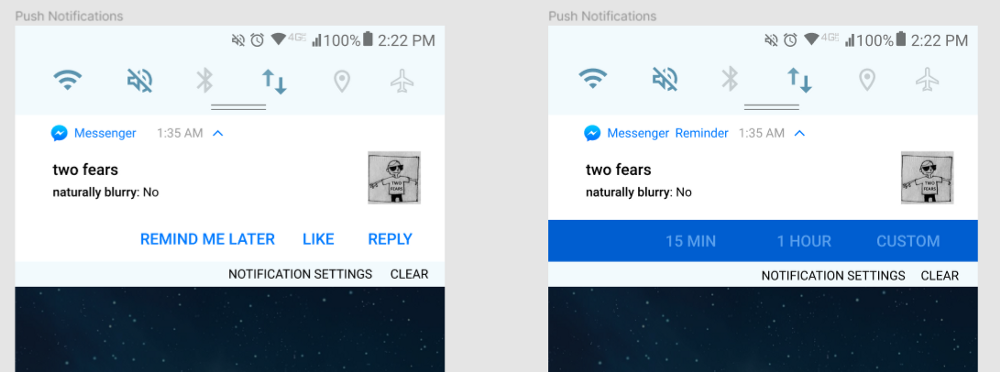 Push Notifications
4GE 100% 2:22 PM
Messenger 1:35 AM
two fears
naturally blurry: No
TWO
FEARS
REMIND ME LATER LIKE REPLY
NOTIFICATION SETTINGS CLEAR
Push Notifications
4GE 100% 2:22 PM
Messenger Reminder 1:35 AM
two fears
naturally blurry: No
TWO
FEARS
15 MIN 1 HOUR CUSTOM
NOTIFICATION SETTINGS CLEAR